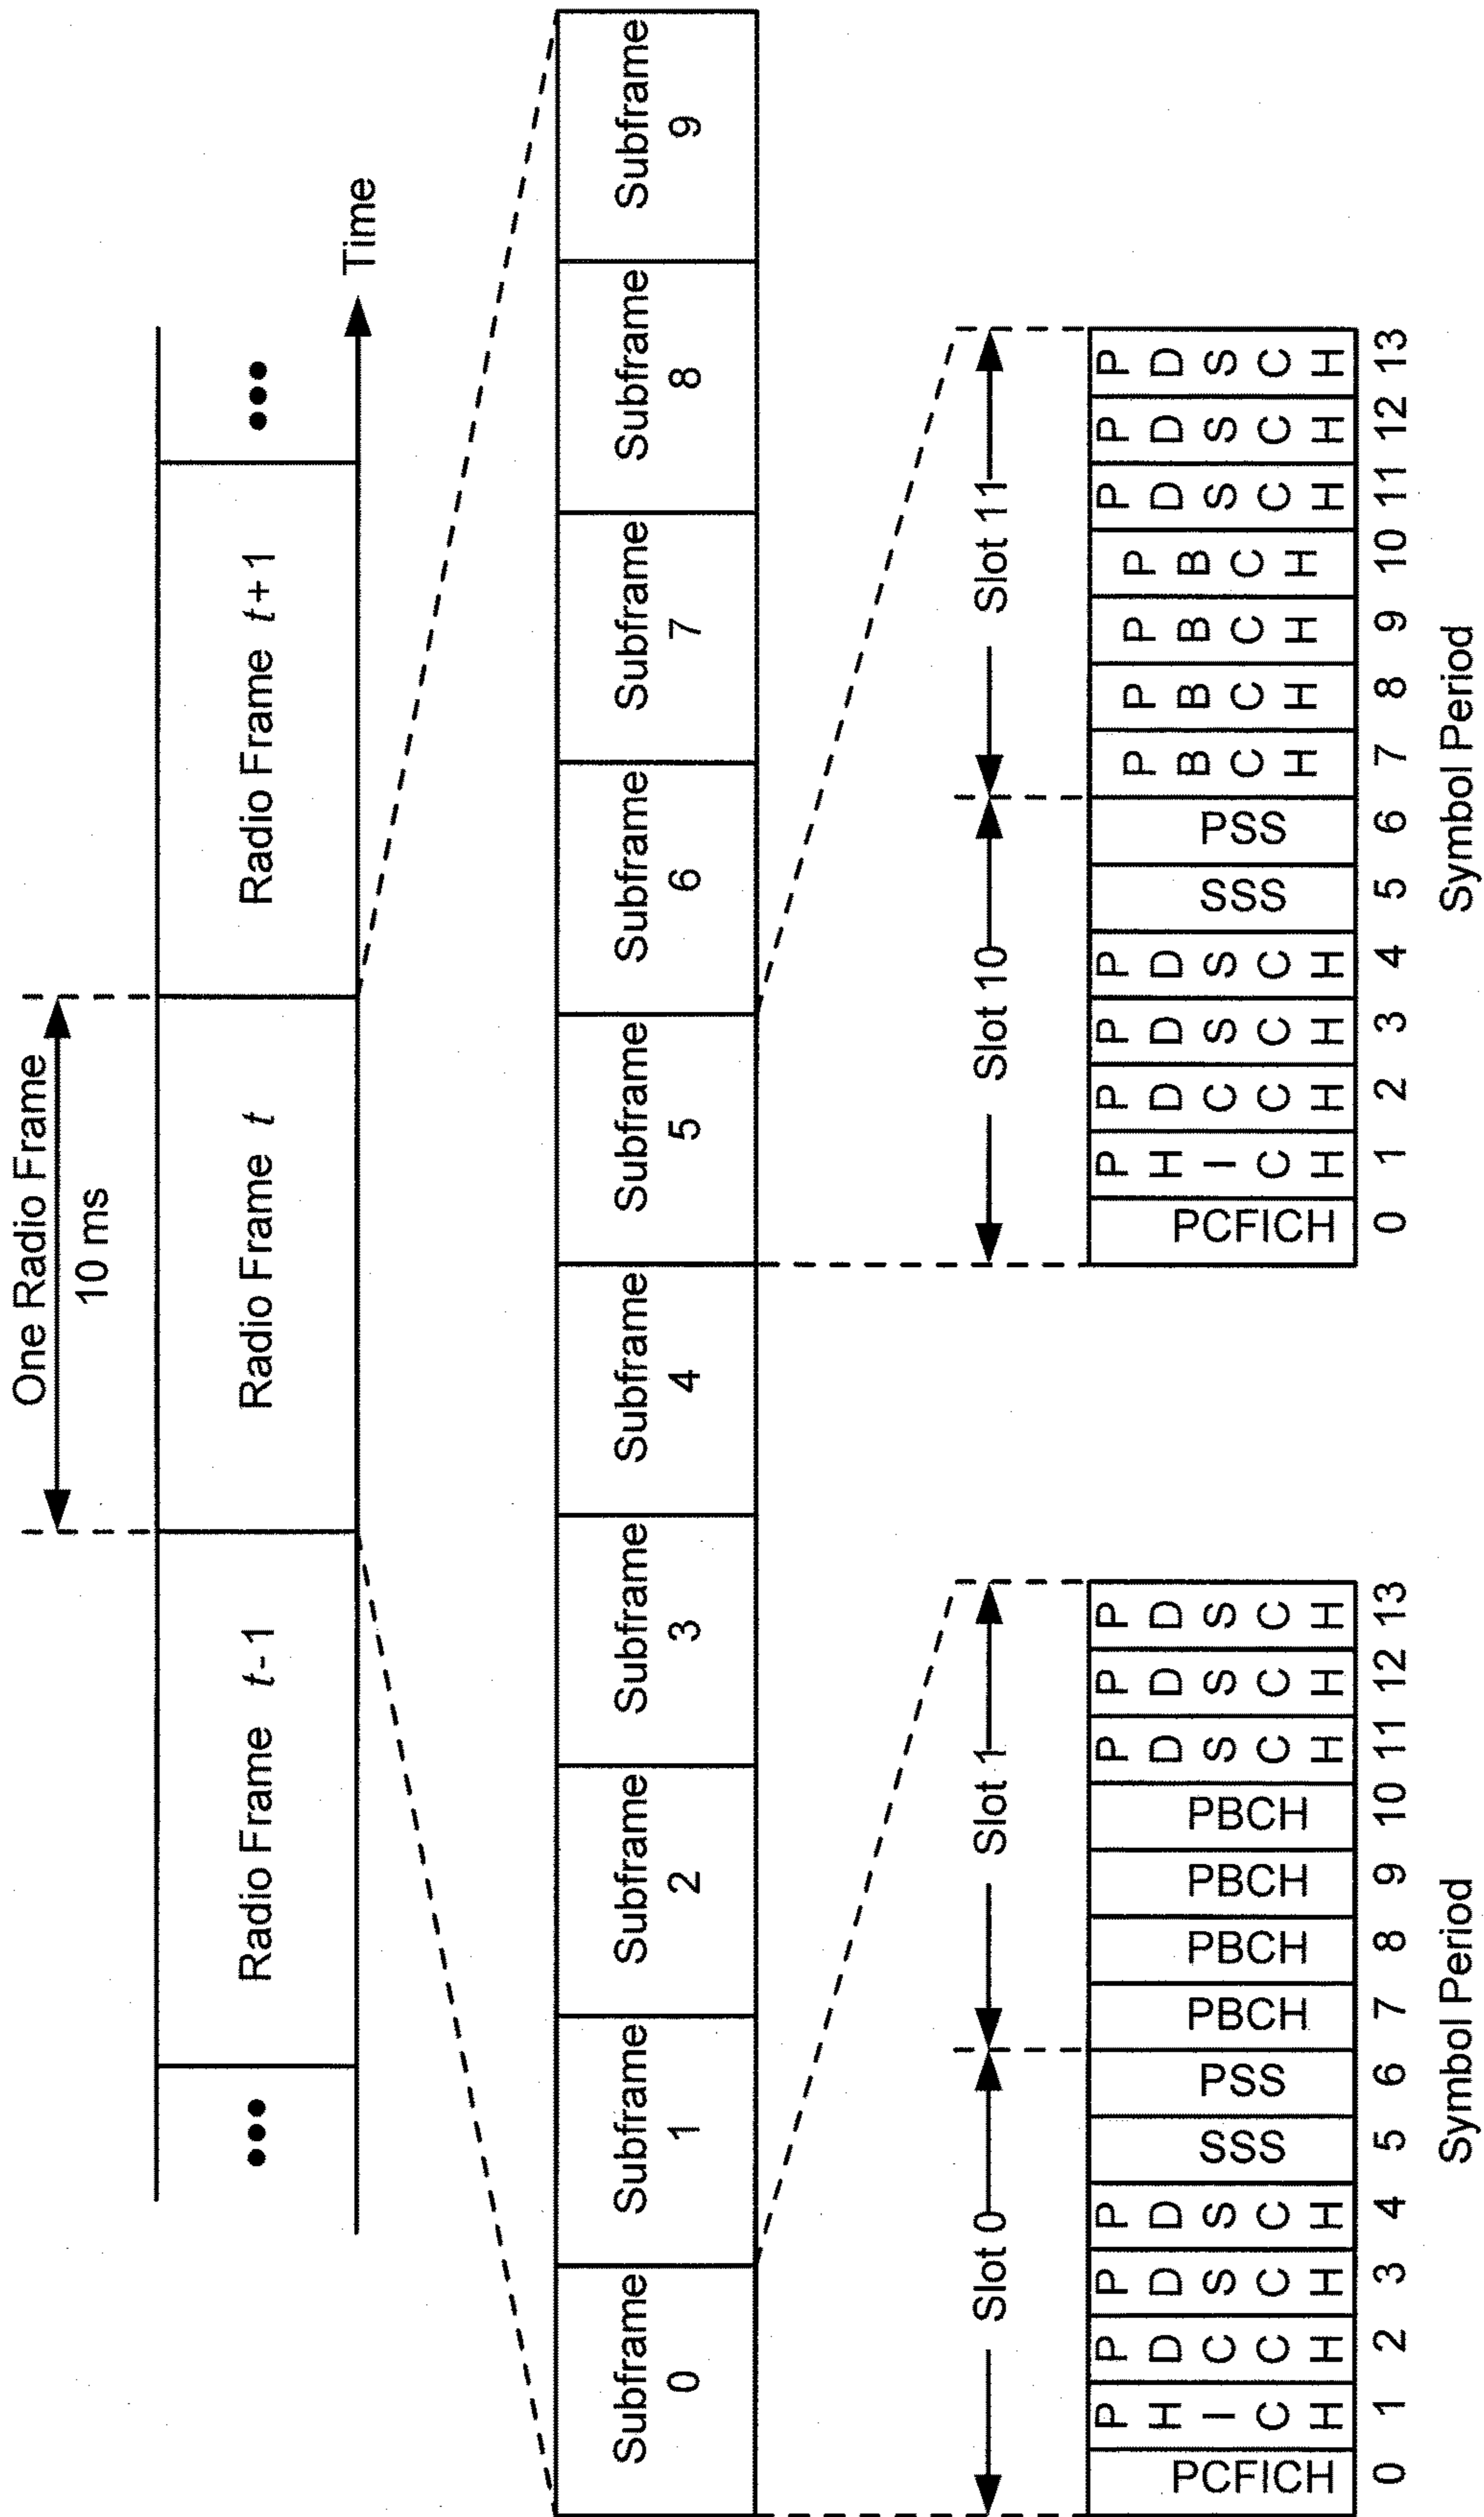 One Radio Frame
10 ms
•••
Radio Frame t-1
Radio Frame t
Radio Frame t+1
•••
Time
Subframe
0
Subframe
1
Subframe
2
Subframe
3
Subframe
4
Subframe
5
Subframe
6
Subframe
7
Subframe
8
Subframe
9
Slot 0
Slot 1
PCFICH
PHICH
PDCCH
PDSCH
PDSCH
SSS
PSS
PBCH
PBCH
PBCH
PBCH
PDSCH
PDSCH
PDSCH
0 1 2 3 4 5 6 7 8 9 10 11 12 13
Symbol Period
Slot 10
Slot 11
PCFICH
PHICH
PDCCH
PDSCH
PDSCH
SSS
PSS
PBCH
PBCH
PBCH
PBCH
PDSCH
PDSCH
PDSCH
0 1 2 3 4 5 6 7 8 9 10 11 12 13
Symbol Period